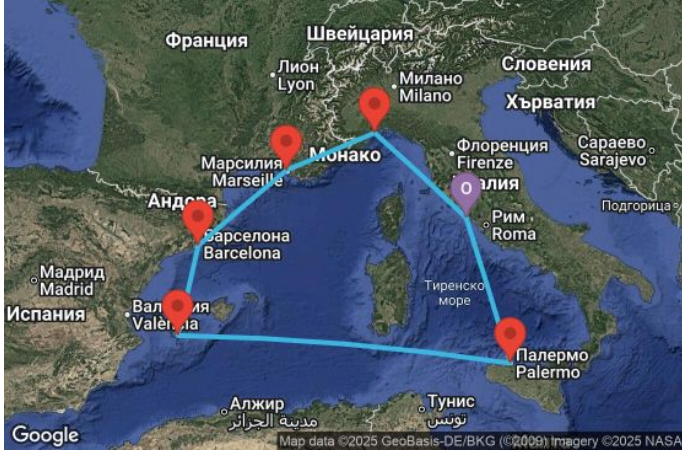 Франция
Швейцария
Лион
Lyon
Милано
Milano
Словения
Хърватия
Марсилия
Marseille
Монако
Флоренция
Firenze
Сараево
Sarajevo
Андора
O
Подгорица
Рим
Roma
Барселона
Barcelona
Мадрид
Madrid
Испания
València
Тиренско
море
Палермо
Palermo
Алжир
مدينة الجزائر
Тунис
تونس
Google
Map data ©2025 GeoBasis-DE/BKG (©2009) Imagery ©2025 NASA